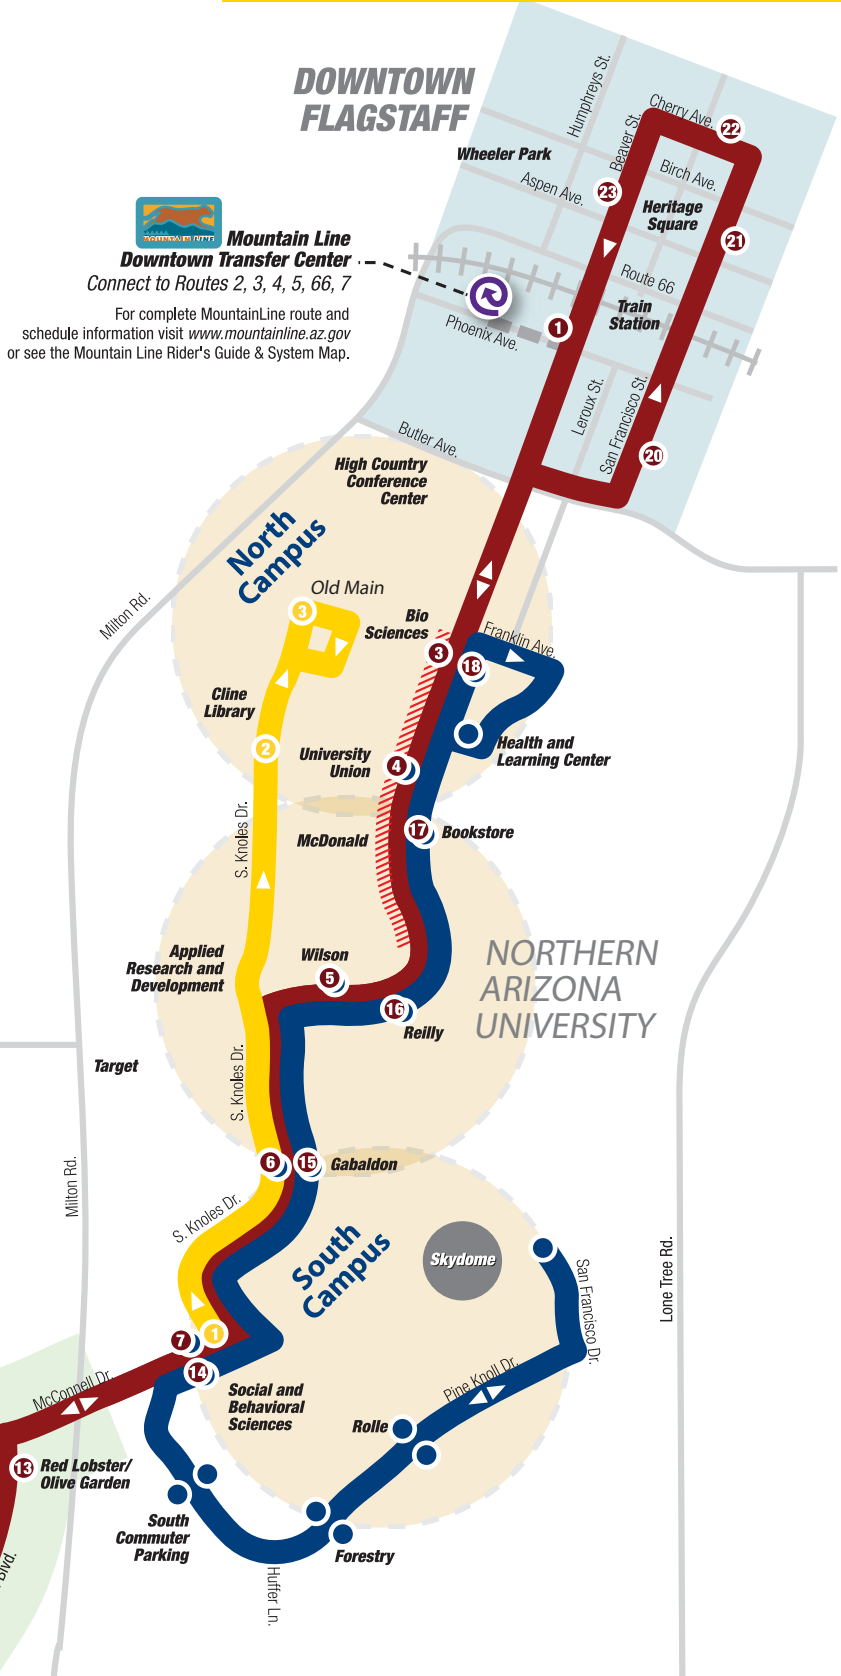 DOWNTOWN
FLAGSTAFF
Humphreys St.
Beaver St.
Cherry Ave.
22
Wheeler Park
Birch Ave.
Aspen Ave.
23
Heritage
Square
21
MOUNTAIN LINE
Mountain Line
Downtown Transfer Center
Connect to Routes 2, 3, 4, 5, 66, 7
For complete MountainLine route and
schedule information visit www.mountainline.az.gov
or see the Mountain Line Rider's Guide & System Map.
Route 66
Train
Station
1
Phoenix Ave.
Leroux St.
San Francisco St.
20
Butler Ave.
High Country
Conference
Center
North
Campus
Milton Rd.
Old Main
3
Bio
Sciences
3
Franklin Ave.
18
Cline
Library
2
University
Union
4
Health and
Learning Center
S. Knoles Dr.
McDonald
17
Bookstore
Applied
Research and
Development
Wilson
5
NORTHERN
ARIZONA
UNIVERSITY
16
Reilly
Target
S. Knoles Dr.
6
15
Gabaldon
Milton Rd.
S. Knoles Dr.
South
Campus
Skydome
San Francisco Dr.
Lone Tree Rd.
7
1
14
McConnell Dr.
Social and
Behavioral
Sciences
Pine Knoll Dr.
Rolle
13
Red Lobster/
Olive Garden
South
Commuter
Parking
Forestry
Huffer Ln.
Blvd.